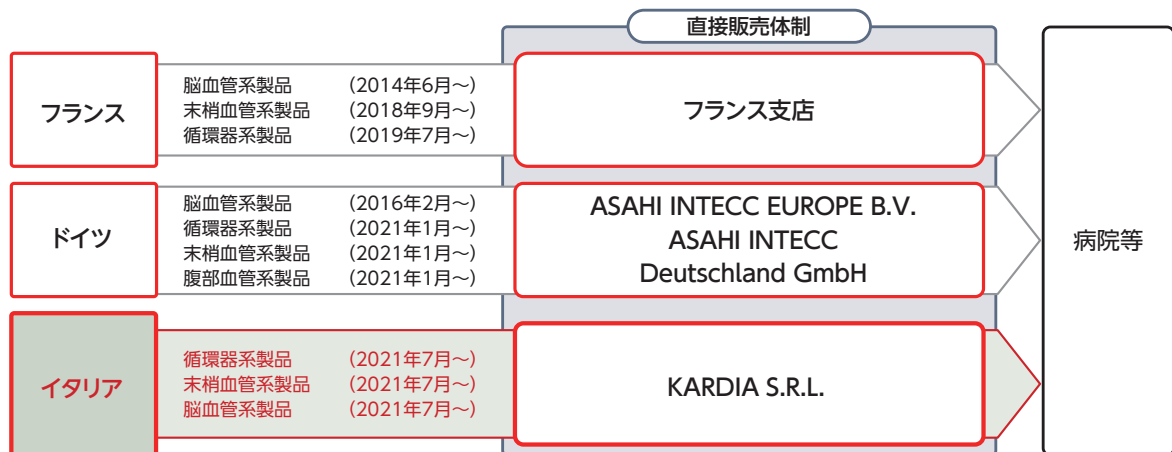 直接販売体制
フランス
脳血管系製品 (2014年6月～)
末梢血管系製品 (2018年9月～)
循環器系製品 (2019年7月～)
フランス支店
ドイツ
脳血管系製品 (2016年2月～)
循環器系製品 (2021年1月～)
末梢血管系製品 (2021年1月～)
腹部血管系製品 (2021年1月～)
ASAHI INTECC EUROPE B.V.
ASAHI INTECC
Deutschland GmbH
病院等
イタリア
循環器系製品 (2021年7月～)
末梢血管系製品 (2021年7月～)
脳血管系製品 (2021年7月～)
KARDIA S.R.L.